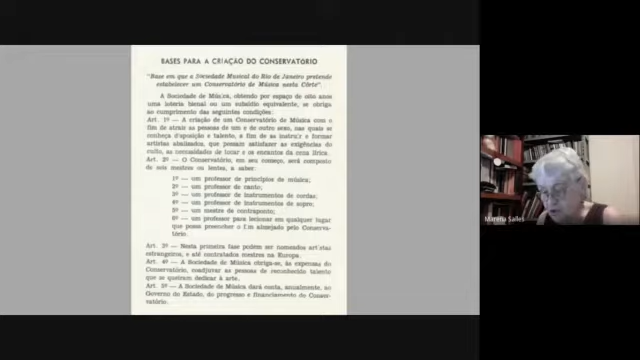 BASES PARA A CRIAÇÃO DO CONSERVATÓRIO
"Base em que a Sociedade Musical do Rio de Janeiro pretende
estabelecer um Conservatório de Música nesta Côrte".
A Sociedade de Música, obtendo por espaço de oito anos
uma loteria bienal ou um subsídio equivalente, se obriga
ao cumprimento das seguintes condições:
Art. 1º — A criação de um Conservatório de Música com o
fim de atrair as pessoas de um e de outro sexo, nas quais se
conheça disposição e talento, a fim de as instruir e formar
artistas abalisados, que possam satisfazer as exigências do
culto, as necessidades de tocar e os encantos da cena lírica.
Art. 2º — O Conservatório, em seu começo, será composto
de seis mestres ou lentes, a saber:
1º — um professor de princípios de música;
2º — um professor de canto;
3º — um professor de instrumentos de cordas;
4º — um professor de instrumentos de sopro;
5º — um mestre de contraponto;
6º — um professor para lecionar em qualquer lugar
que possa preencher o fim almejado pelo Conserva-
tório.
Art. 3º — Nesta primeira fase podem ser nomeados artistas
estrangeiros, e até contratados mestres na Europa.
Art. 4º — A Sociedade de Música obriga-se, às expensas do
Conservatório, coadjuvar as pessoas de reconhecido talento
que se queiram dedicar à arte.
Art. 5º — A Sociedade de Música dará conta, anualmente, ao
Govêrno do Estado, do progresso e financiamento do Conser-
vatório.
Marena Salles